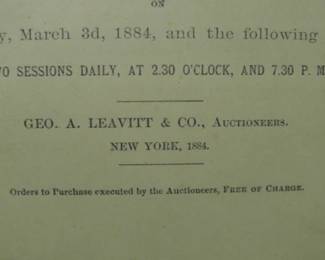 ON
y, March 3d, 1884, and the following
O SESSIONS DAILY, AT 2.30 O'CLOCK, AND 7.30 P. M
GEO. A. LEAVITT & CO., AUCTIONEERS.
NEW YORK, 1884.
Orders to Purchase executed by the Auctioneers, FREE OF CHARGE.